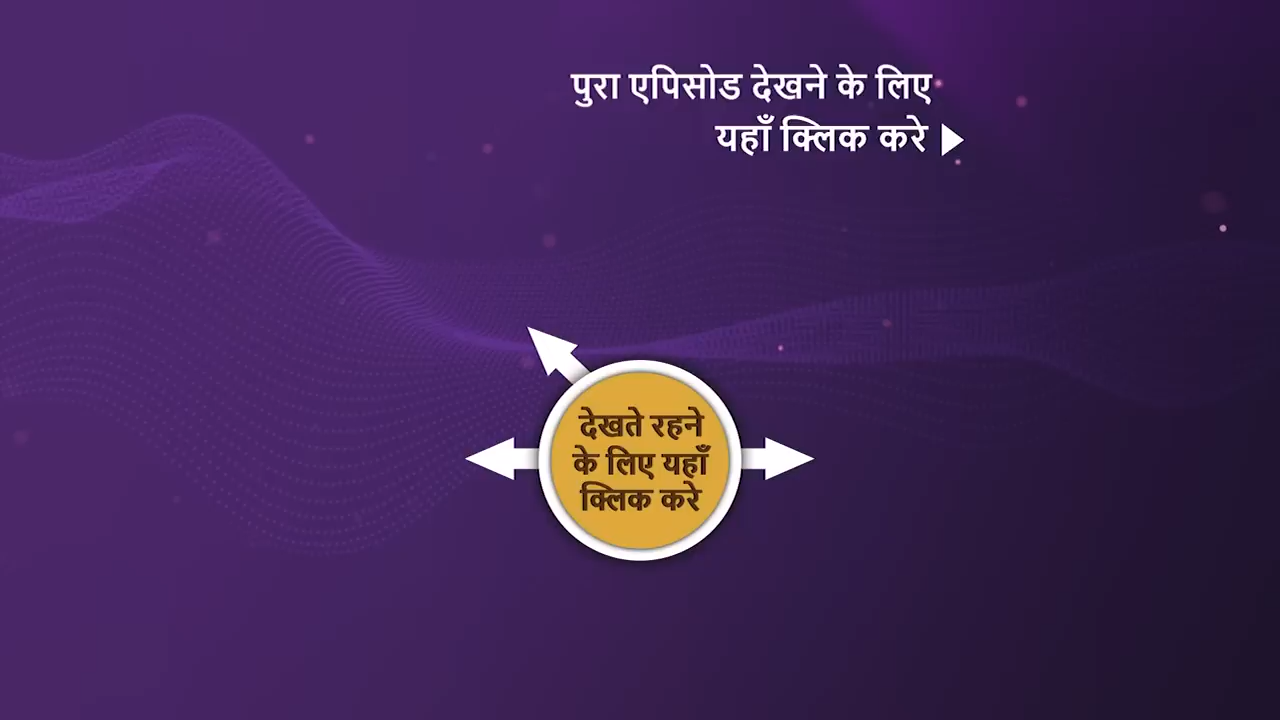 पुरा एपिसोड देखने के लिए
यहाँ क्लिक करे
देखते रहने
के लिए यहाँ
क्लिक करे